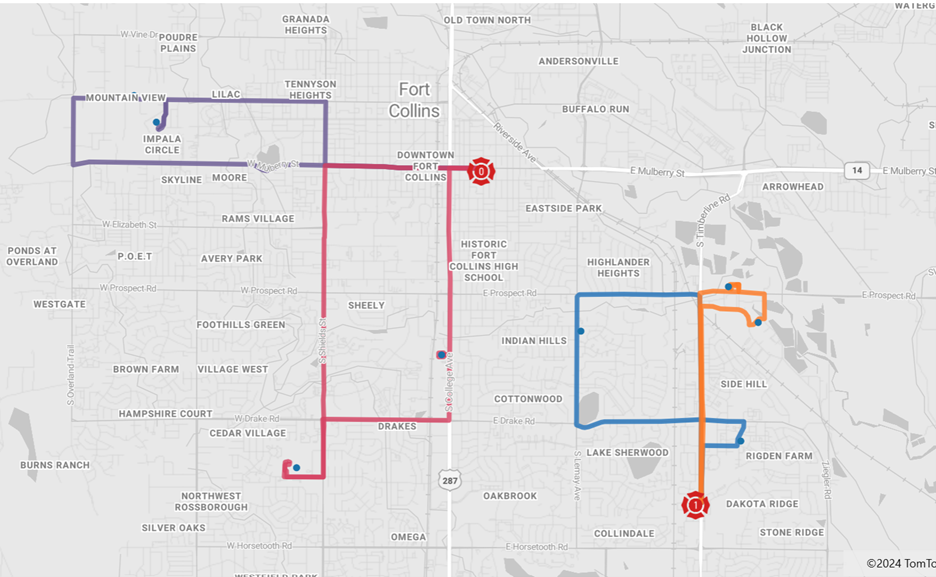 WATERG
OLD TOWN NORTH
GRANADA
HEIGHTS
W Vine Dr
POUDRE
PLAINS
BLACK
HOLLOW
JUNCTION
ANDERSONVILLE
TENNYSON
HEIGHTS
MOUNTAIN VIEW
LILAC
Fort
Collins
BUFFALO RUN
Riverside Ave
IMPALA
CIRCLE
DOWNTOWN
FORT
COLLINS
W Mulberry St
0
E Mulberry St
14
E Mulberry St
SKYLINE
MOORE
ARROWHEAD
S Timberline Rd
EASTSIDE PARK
RAMS VILLAGE
W Elizabeth St
PONDS AT
OVERLAND
P.O.E.T
AVERY PARK
HISTORIC
FORT
COLLINS HIGH
SCHOOL
HIGHLANDER
HEIGHTS
W Prospect Rd
W Prospect Rd
E Prospect Rd
E Prospect Rd
WESTGATE
SHEELY
FOOTHILLS GREEN
S Shields St
INDIAN HILLS
S Overland Trail
BROWN FARM
VILLAGE WEST
S College Ave
SIDE HILL
COTTONWOOD
HAMPSHIRE COURT
W Drake Rd
DRAKES
E Drake Rd
CEDAR VILLAGE
LAKE SHERWOOD
RIGDEN FARM
BURNS RANCH
S Lemay Ave
Ziegler Rd
287
NORTHWEST
ROSSBOROUGH
OAKBROOK
1
DAKOTA RIDGE
SILVER OAKS
OMEGA
COLLINDALE
STONE RIDGE
W Horsetooth Rd
E Horsetooth Rd
©2024 TomTo
WESTFIELD PARK